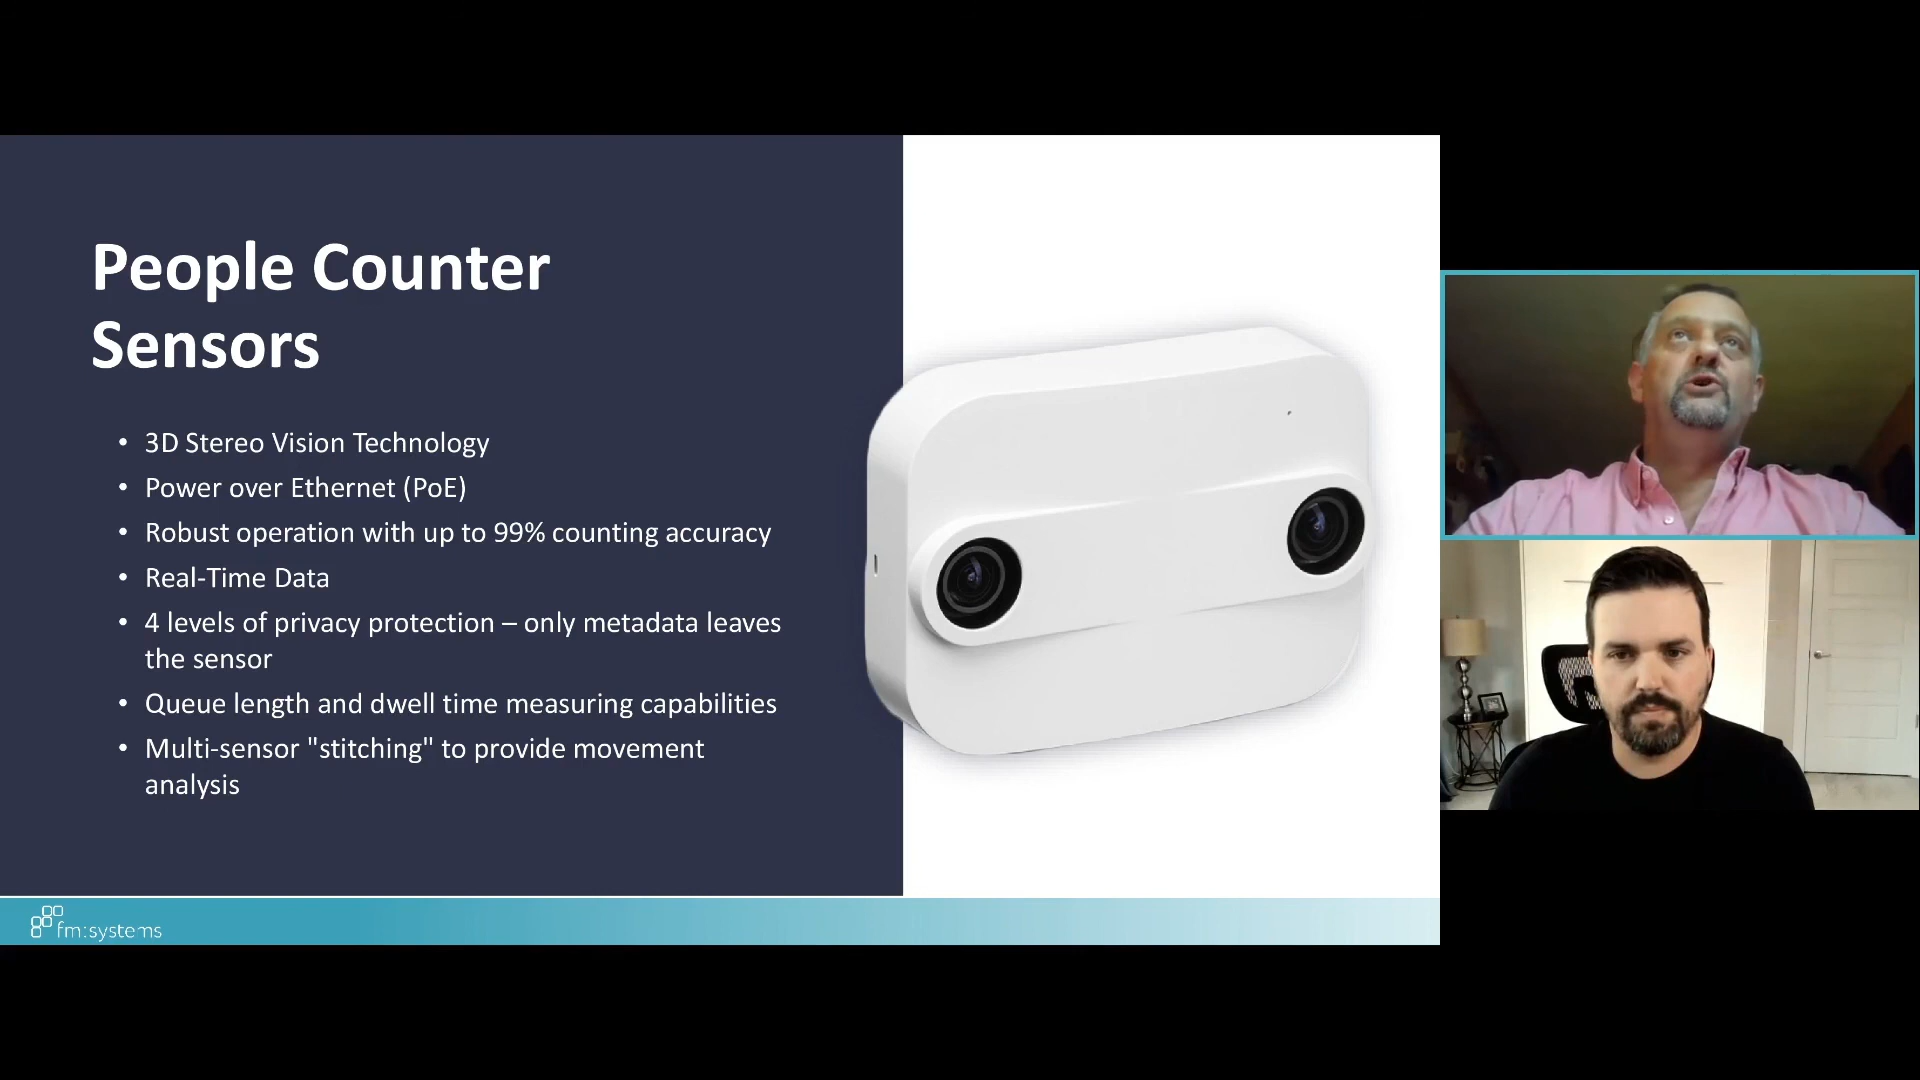 People Counter
Sensors
• 3D Stereo Vision Technology
• Power over Ethernet (PoE)
• Robust operation with up to 99% counting accuracy
• Real-Time Data
• 4 levels of privacy protection – only metadata leaves
the sensor
• Queue length and dwell time measuring capabilities
• Multi-sensor "stitching" to provide movement
analysis
fm:systems